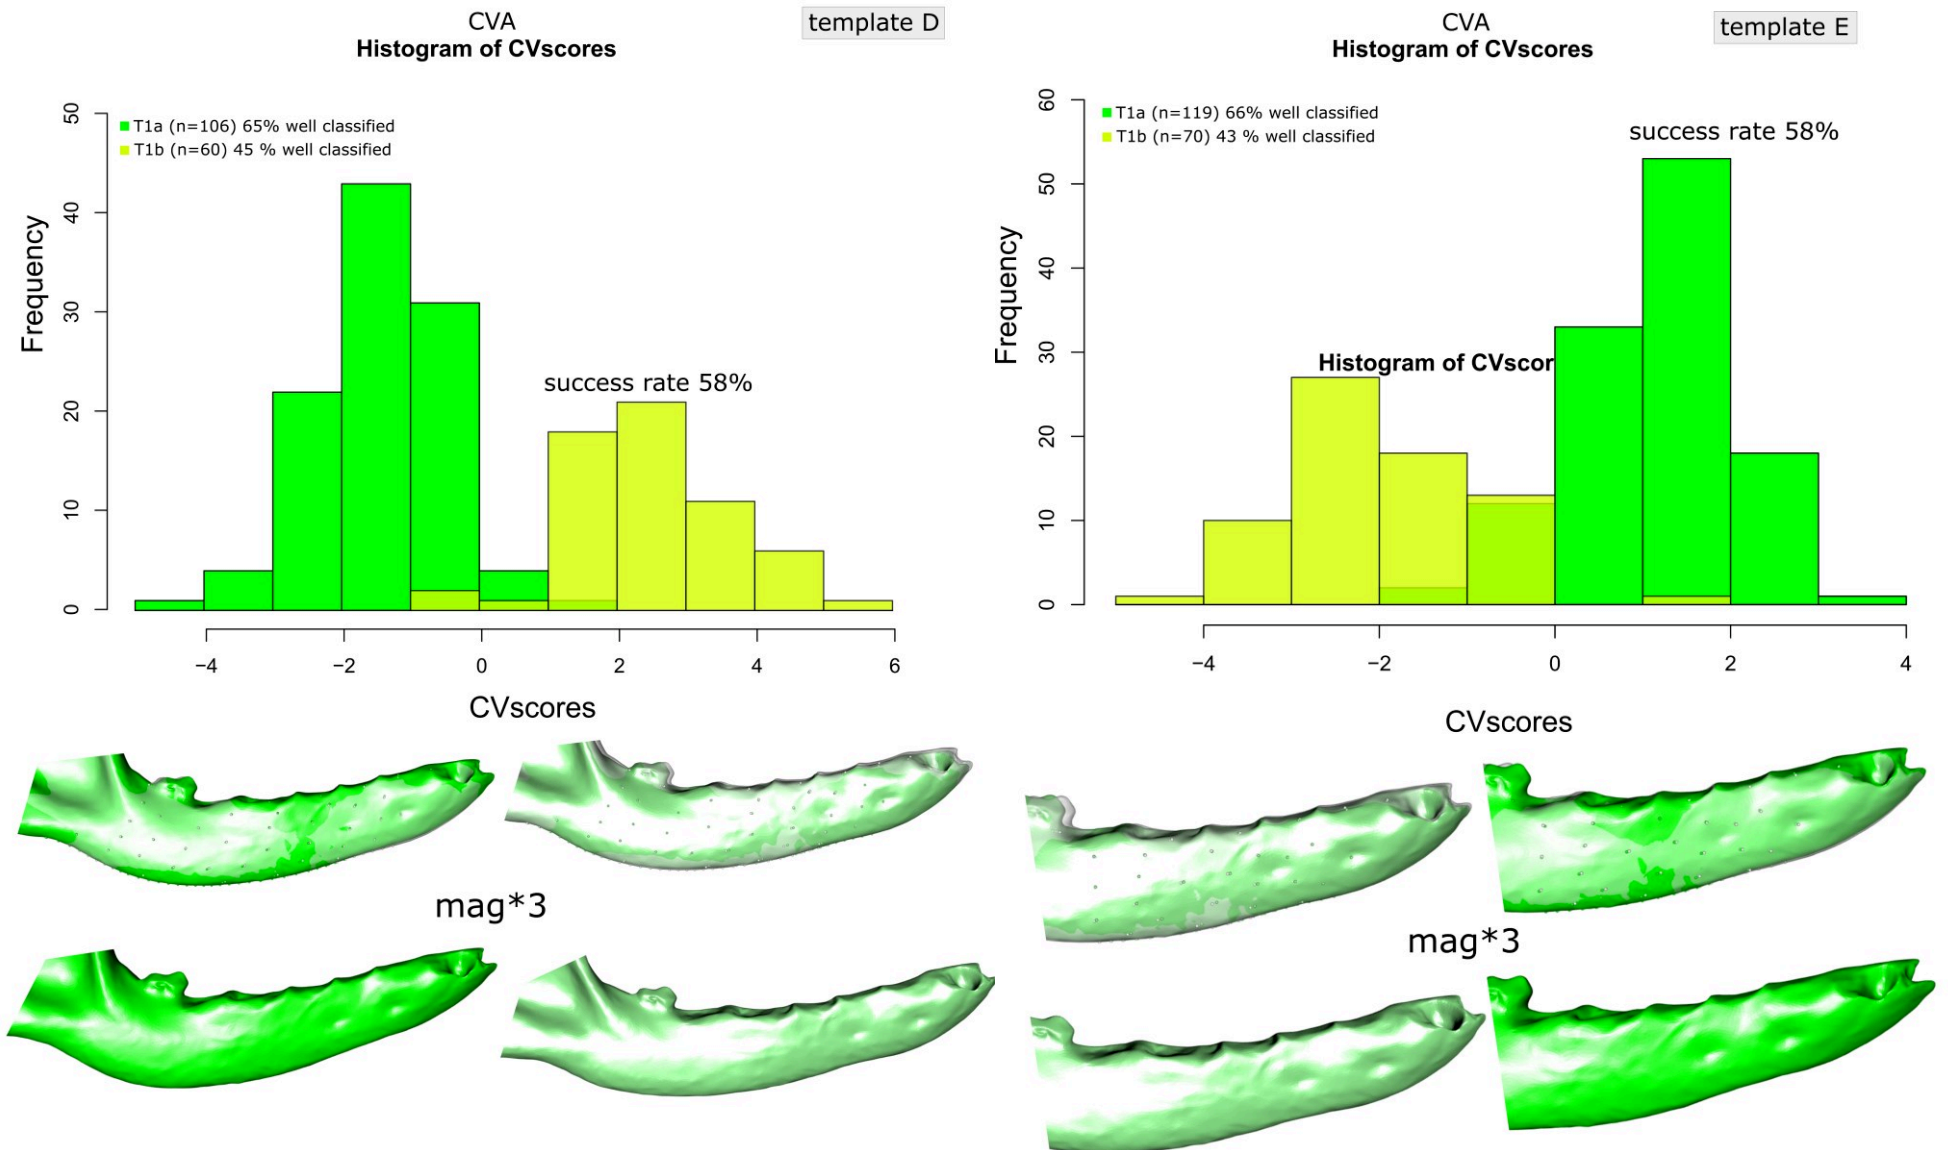 CVA
Histogram of CVscores
template D
50
40
30
20
10
0
Frequency
T1a (n=106) 65% well classified
T1b (n=60) 45 % well classified
success rate 58%
−4
−2
0
2
4
6
CVscores
mag*3
CVA
Histogram of CVscores
template E
60
50
40
30
20
10
0
Frequency
T1a (n=119) 66% well classified
T1b (n=70) 43 % well classified
success rate 58%
Histogram of CVscor
−4
−2
0
2
4
CVscores
mag*3